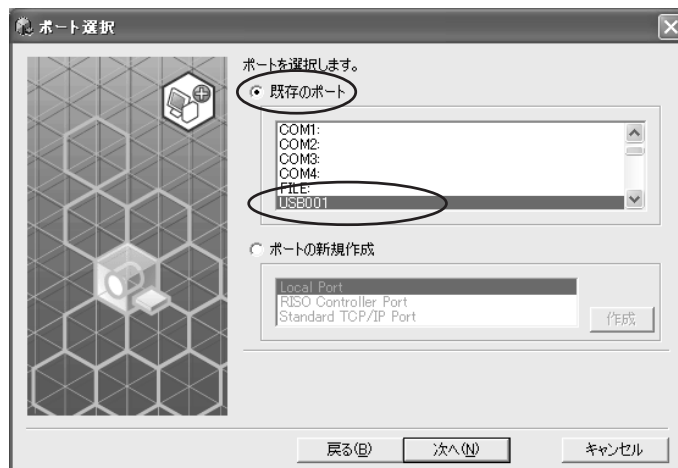 ポート選択
ポートを選択します。
既存のポート
COM1:
COM2:
COM3:
COM4:
FILE:
USB001
ポートの新規作成
Local Port
RISO Controller Port
Standard TCP/IP Port
作成
戻る(B)
次へ(N)
キャンセル